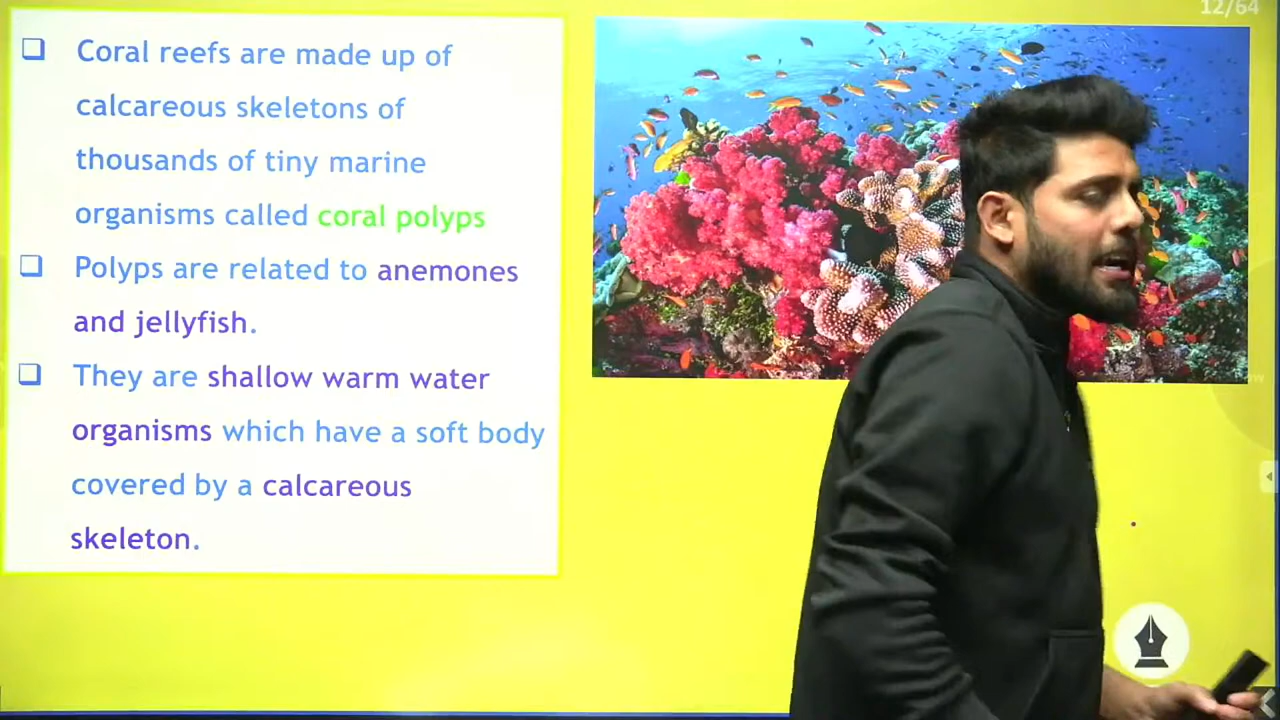 12/64
❑ Coral reefs are made up of
calcareous skeletons of
thousands of tiny marine
organisms called coral polyps
❑ Polyps are related to anemones
and jellyfish.
❑ They are shallow warm water
organisms which have a soft body
covered by a calcareous
skeleton.